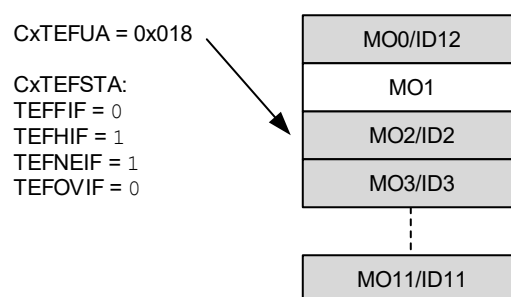 CxTEFUA = 0x018
CxTEFSTA:
TEFFIF = 0
TEFHIF = 1
TEFNEIF = 1
TEFOVIF = 0
MO0/ID12
MO1
MO2/ID2
MO3/ID3
MO11/ID11